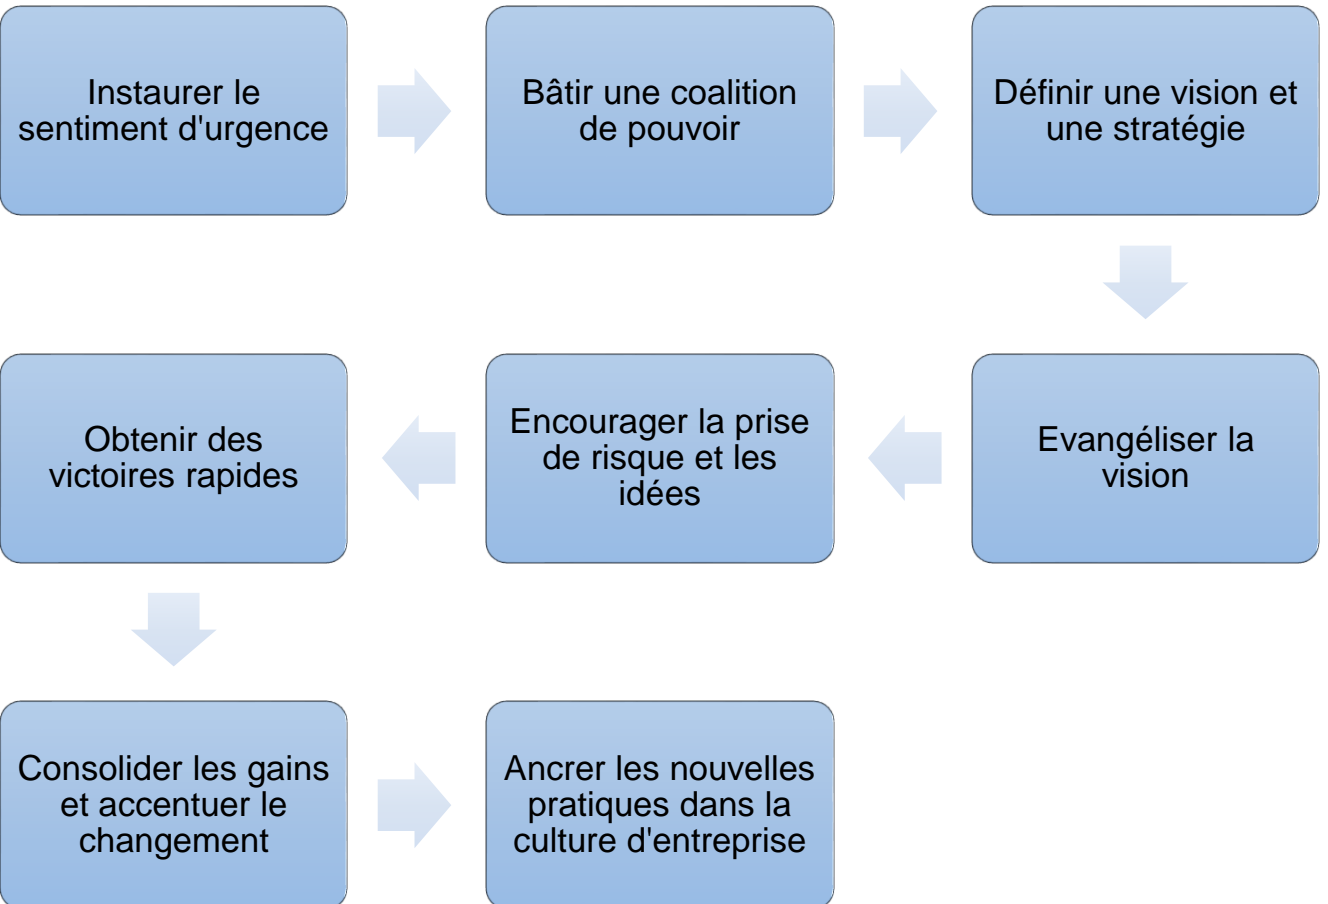 Instaurer le
sentiment d'urgence
Bâtir une coalition
de pouvoir
Définir une vision et
une stratégie
Evangéliser la
vision
Encourager la prise
de risque et les
idées
Obtenir des
victoires rapides
Consolider les gains
et accentuer le
changement
Ancrer les nouvelles
pratiques dans la
culture d'entreprise